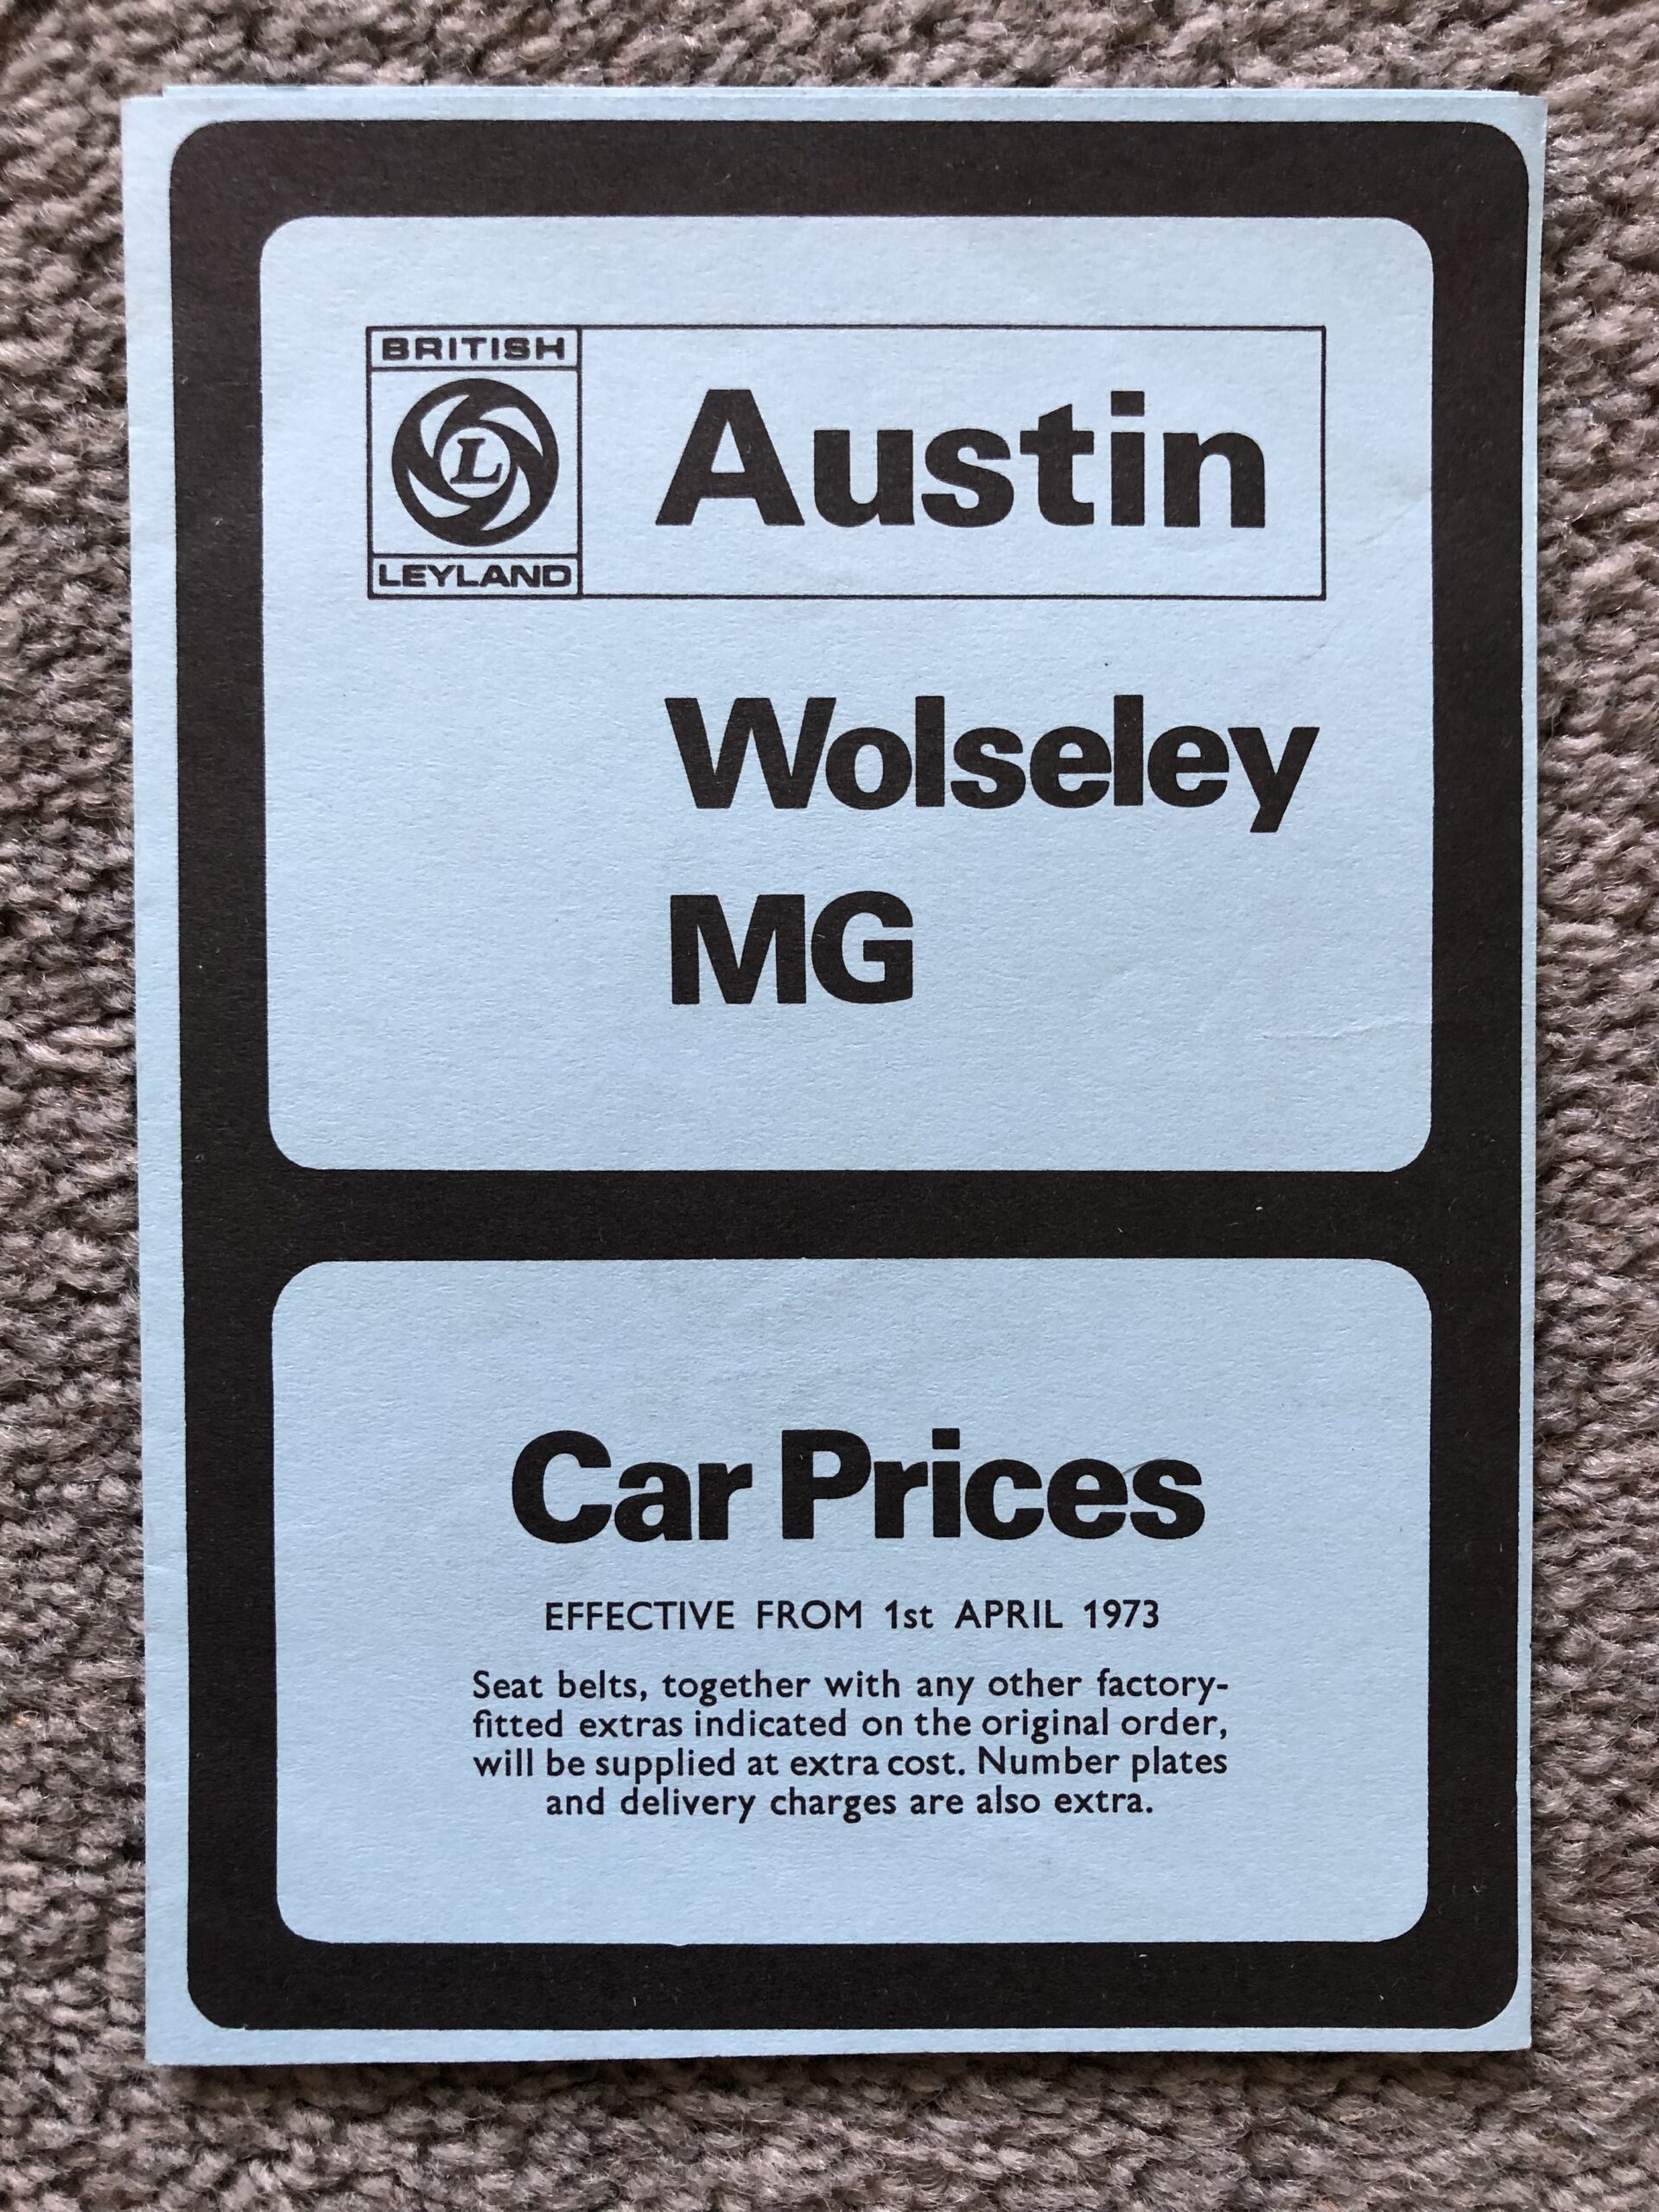 BRITISH
L
LEYLAND
Austin
Wolseley
MG
Car Prices
EFFECTIVE FROM 1st APRIL 1973
Seat belts, together with any other factory-
fitted extras indicated on the original order,
will be supplied at extra cost. Number plates
and delivery charges are also extra.